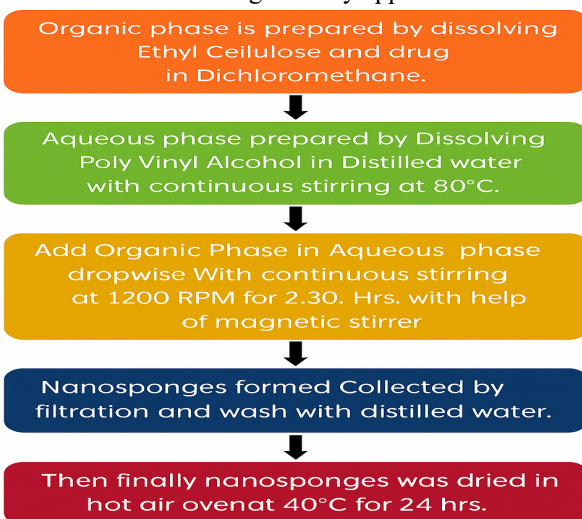 Organic phase is prepared by dissolving
Ethyl Ceilulose and drug
in Dichloromethane.
Aqueous phase prepared by Dissolving
Poly Vinyl Alcohol in Distilled water
with continuous stirring at 80°C.
Add Organic Phase in Aqueous phase
dropwise With continuous stirring
at 1200 RPM for 2.30. Hrs. with help
of magnetic stirrer
Nanosponges formed Collected by
filtration and wash with distilled water.
Then finally nanosponges was dried in
hot air ovenat 40°C for 24 hrs.